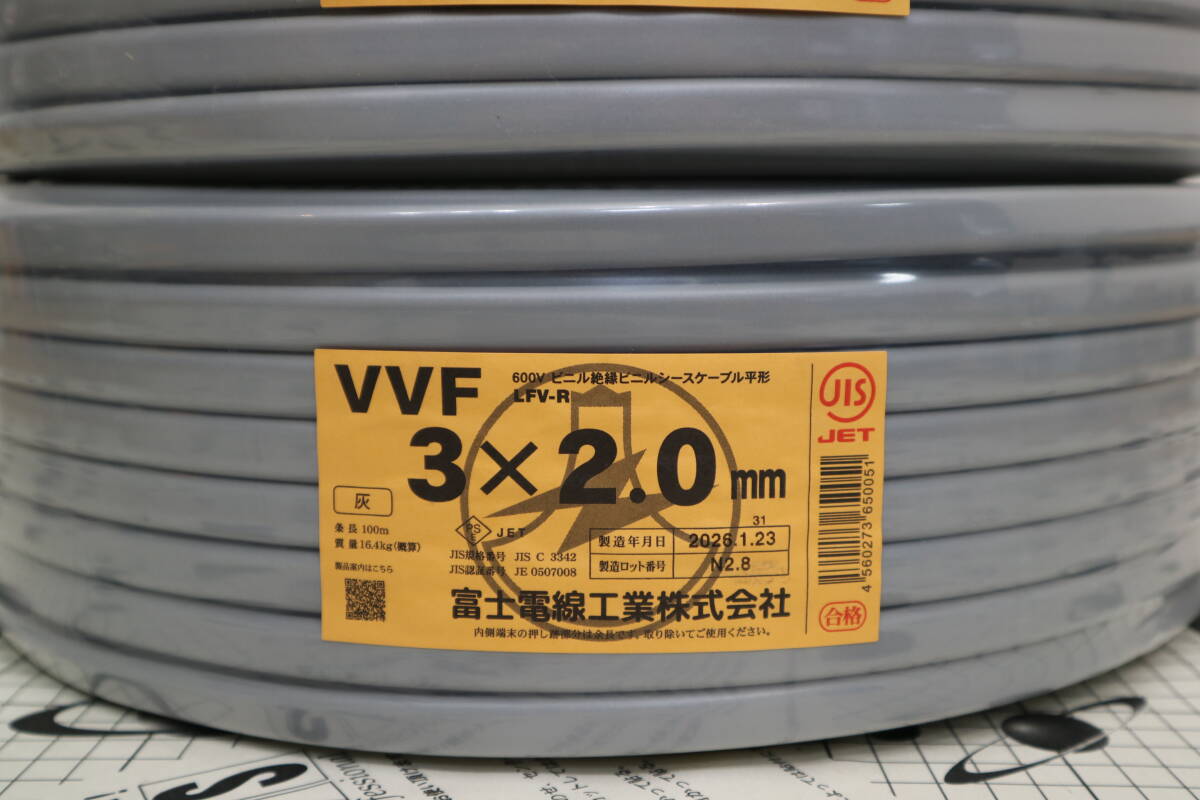 VVF 600V ビニル絶縁ビニルシースケーブル平形
LFV-R
3×2.0mm
JIS
JET
灰
条長 100m
質量 16.4kg(概算)
製品案内はこちら
PS E JET
JIS規格番号 JIS C 3342
JIS認証番号 JE 0507008
31
製造年月日 2026.1.23
製造ロット番号 N2.8
富士電線工業株式会社
内側端末の押し跡部分は余長です。取り除いてご使用ください。
4 560273 650051
合格